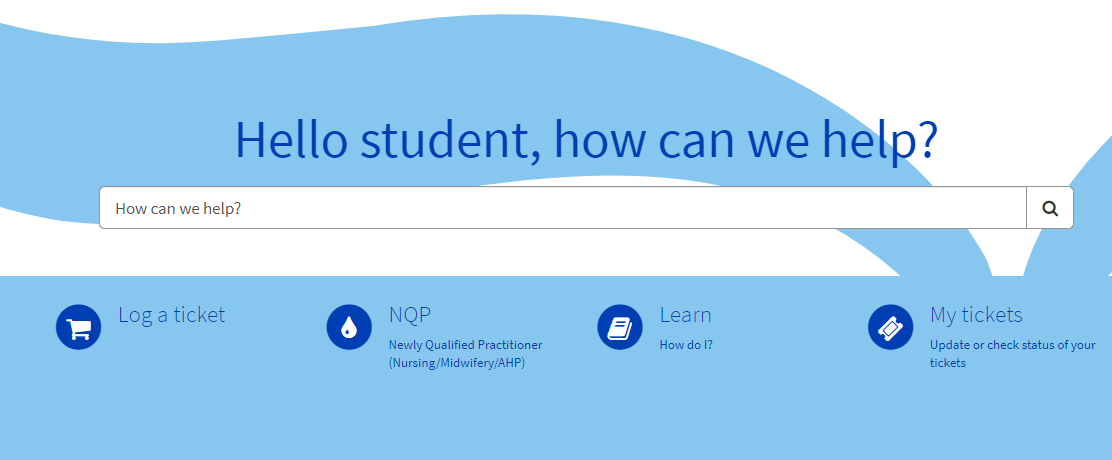 Hello student, how can we help?
How can we help?
Log a ticket
NQP
Newly Qualified Practitioner
(Nursing/Midwifery/AHP)
Learn
How do I?
My tickets
Update or check status of your
tickets